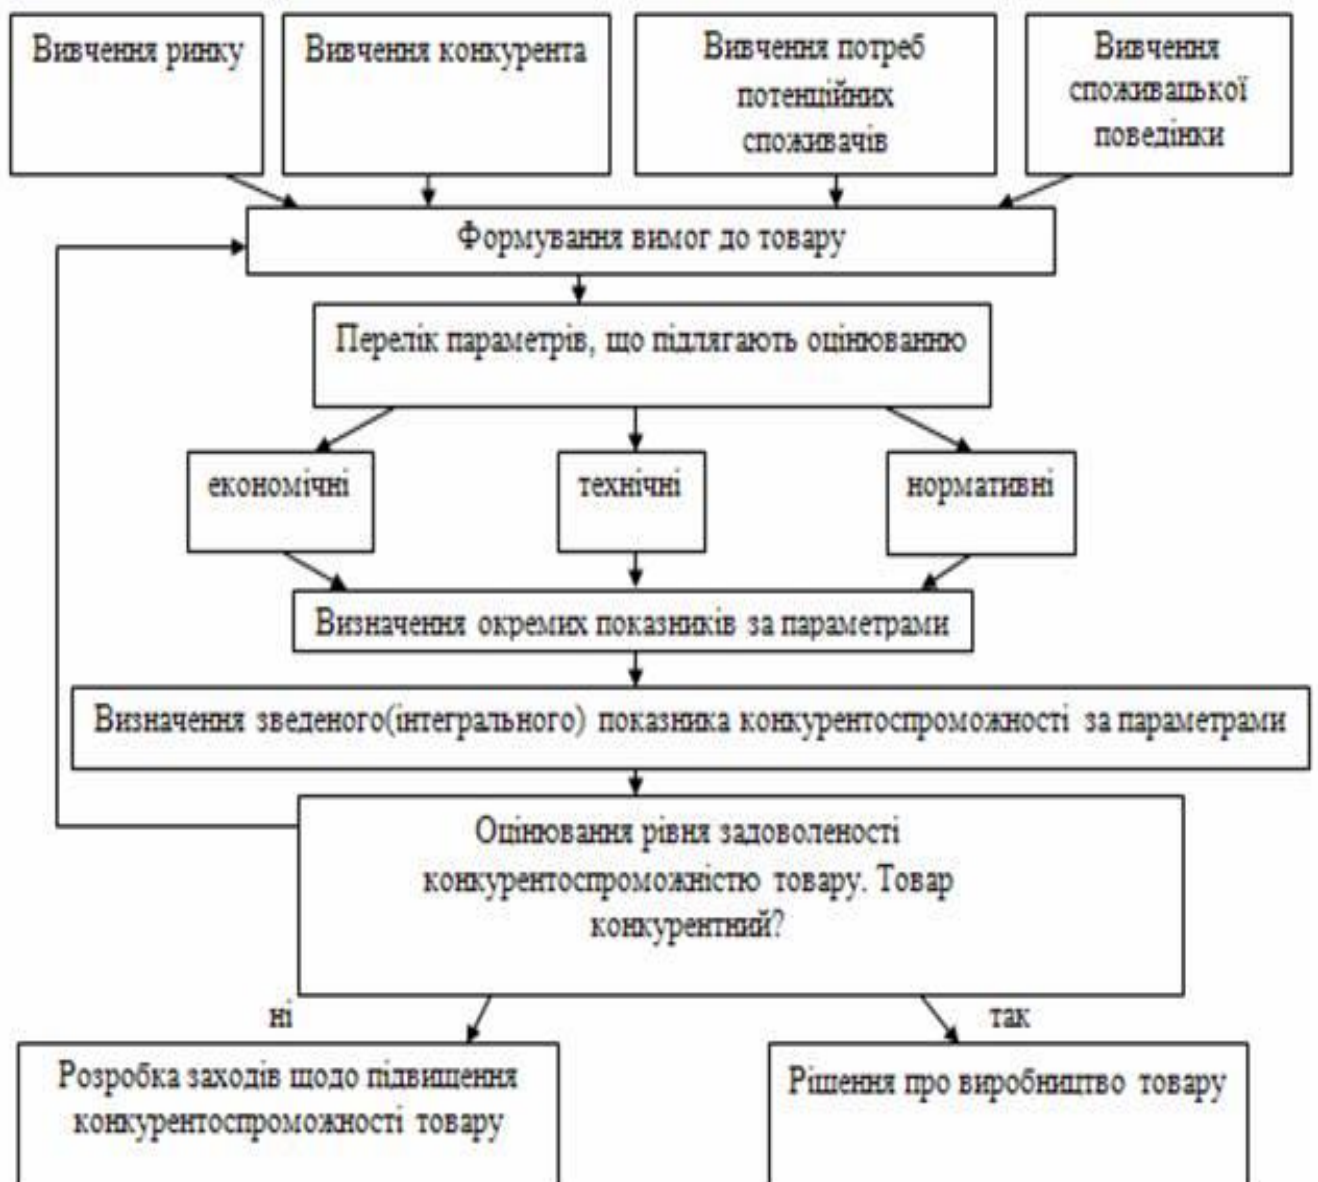 Вивчення ринку
Вивчення конкурента
Вивчення потреб
потенційних
споживачів
Вивчення
споживацької
поведінки
Формування вимог до товару
Перелік параметрів, що підлягають оцінюванню
економічні
технічні
нормативні
Визначення окремих показників за параметрами
Визначення зведеного(інтегрального) показника конкурентоспроможності за параметрами
Оцінювання рівня задоволеності
конкурентоспроможністю товару. Товар
конкурентний?
ні
так
Розробка заходів щодо підвищення
конкурентоспроможності товару
Рішення про виробництво товару